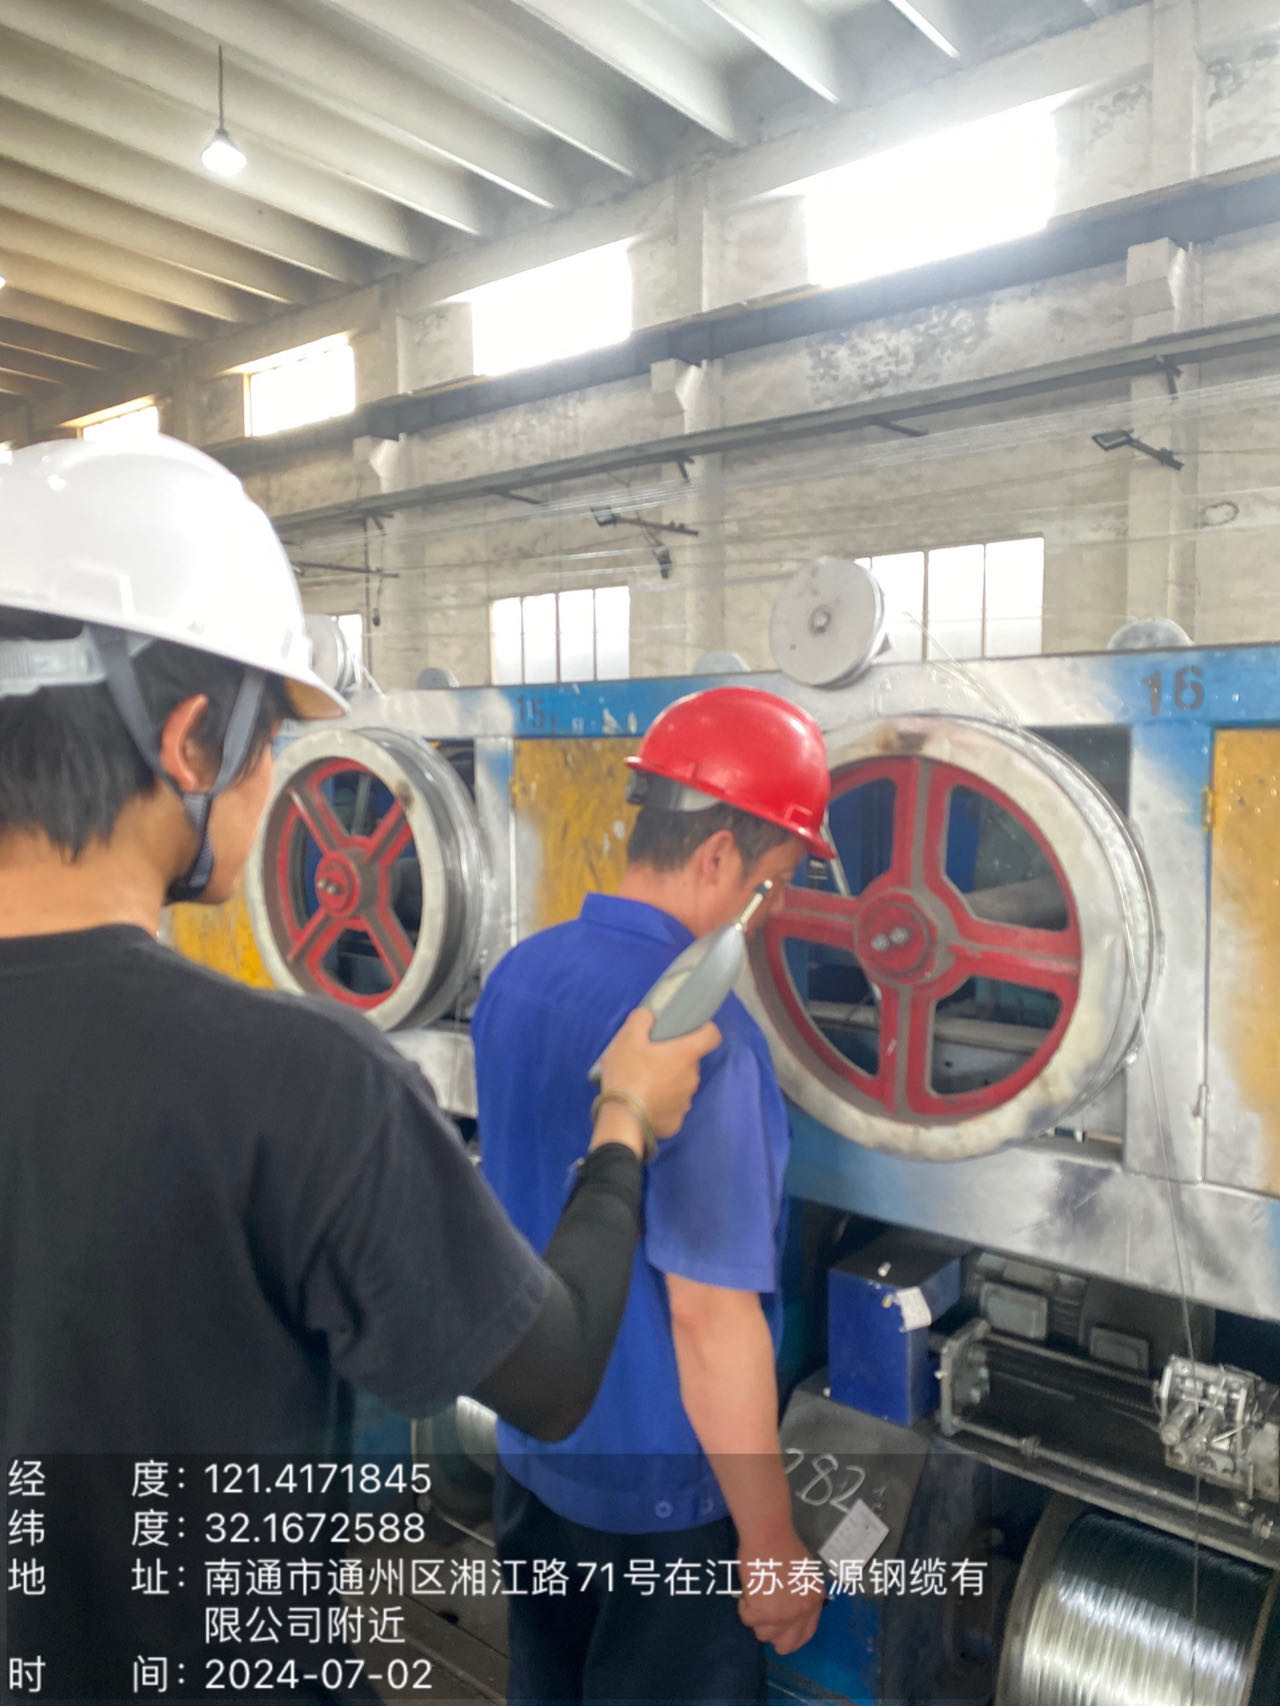 16
15
282
经 度：121.4171845
纬 度：32.1672588
地 址：南通市通州区湘江路71号在江苏泰源钢缆有
限公司附近
时 间：2024-07-02